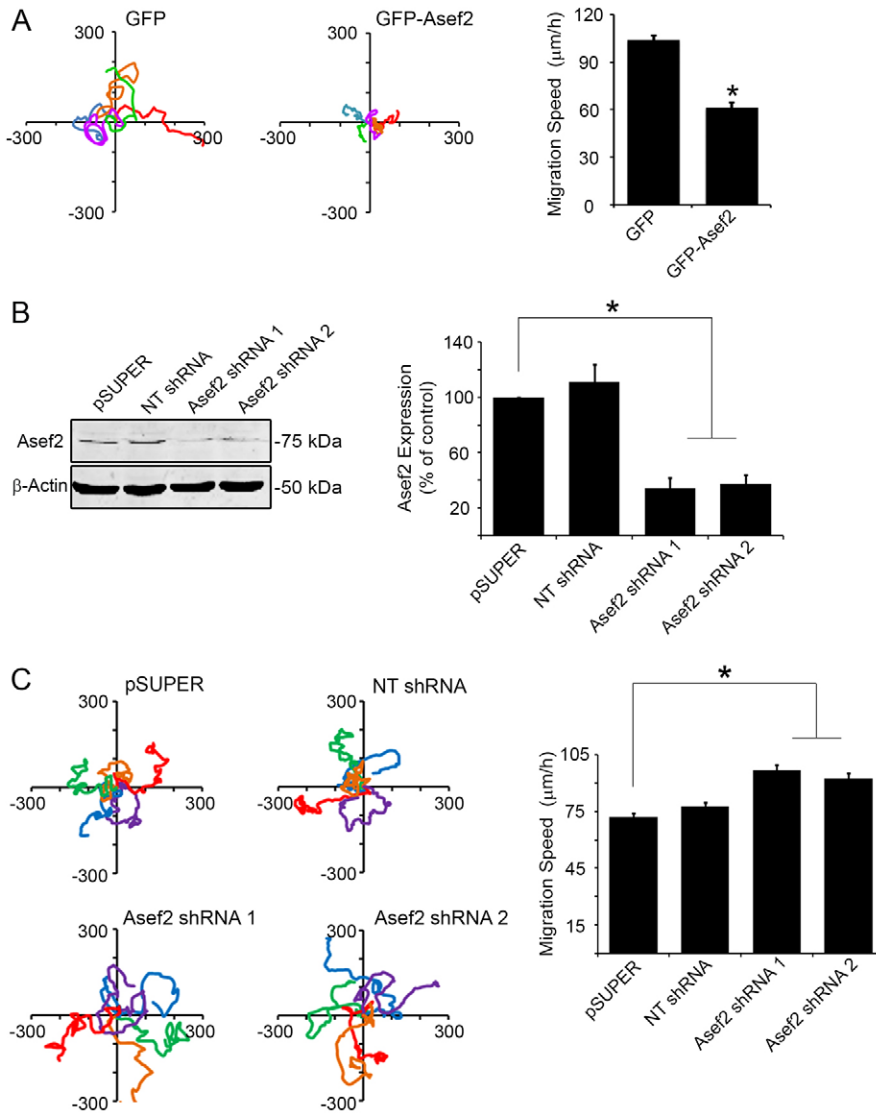 A
GFP
300
-300
300
-300
GFP-Asef2
300
-300
300
-300
Migration Speed (μm/h)
120
90
60
30
0
*
GFP
GFP-Asef2
B
pSUPER
NT shRNA
Asef2 shRNA 1
Asef2 shRNA 2
Asef2
-75 kDa
β-Actin
-50 kDa
*
Asef2 Expression
(% of control)
140
100
60
20
pSUPER
NT shRNA
Asef2 shRNA 1
Asef2 shRNA 2
C
pSUPER
300
-300
300
-300
NT shRNA
300
-300
300
-300
Asef2 shRNA 1
300
-300
300
-300
Asef2 shRNA 2
300
-300
300
-300
*
Migration Speed (μm/h)
105
75
45
15
pSUPER
NT shRNA
Asef2 shRNA 1
Asef2 shRNA 2